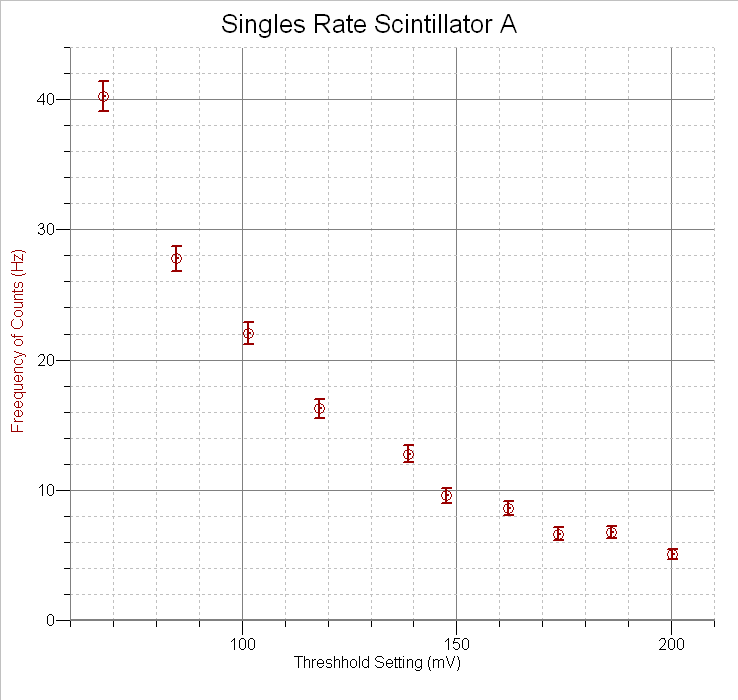 Singles Rate Scintillator A
40
30
20
10
0
Freequency of Counts (Hz)
100
150
200
Threshhold Setting (mV)